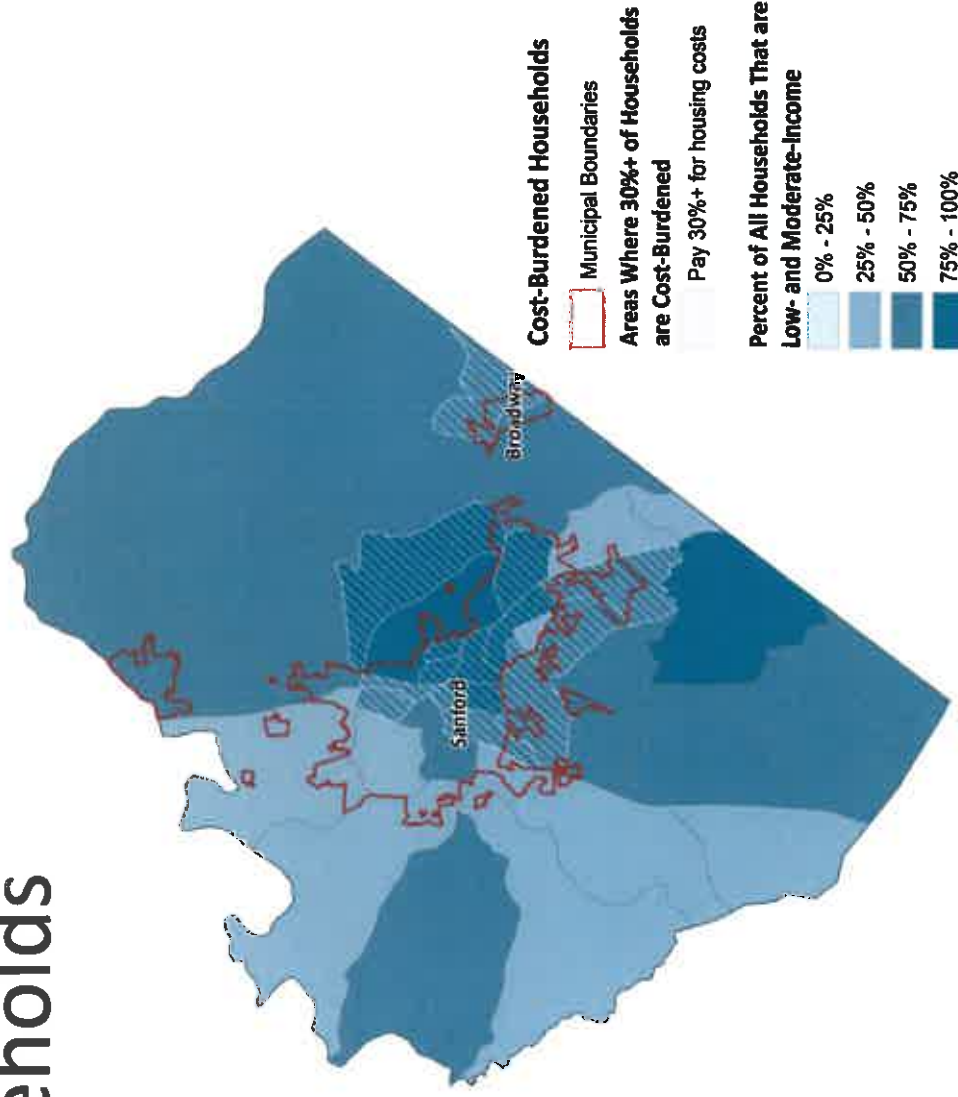 eholds
Sanford
Broadway
Cost-Burdened Households
Municipal Boundaries
Areas Where 30%+ of Households
are Cost-Burdened
Pay 30%+ for housing costs
Percent of All Households That are
Low- and Moderate-Income
0% - 25%
25% - 50%
50% - 75%
75% - 100%